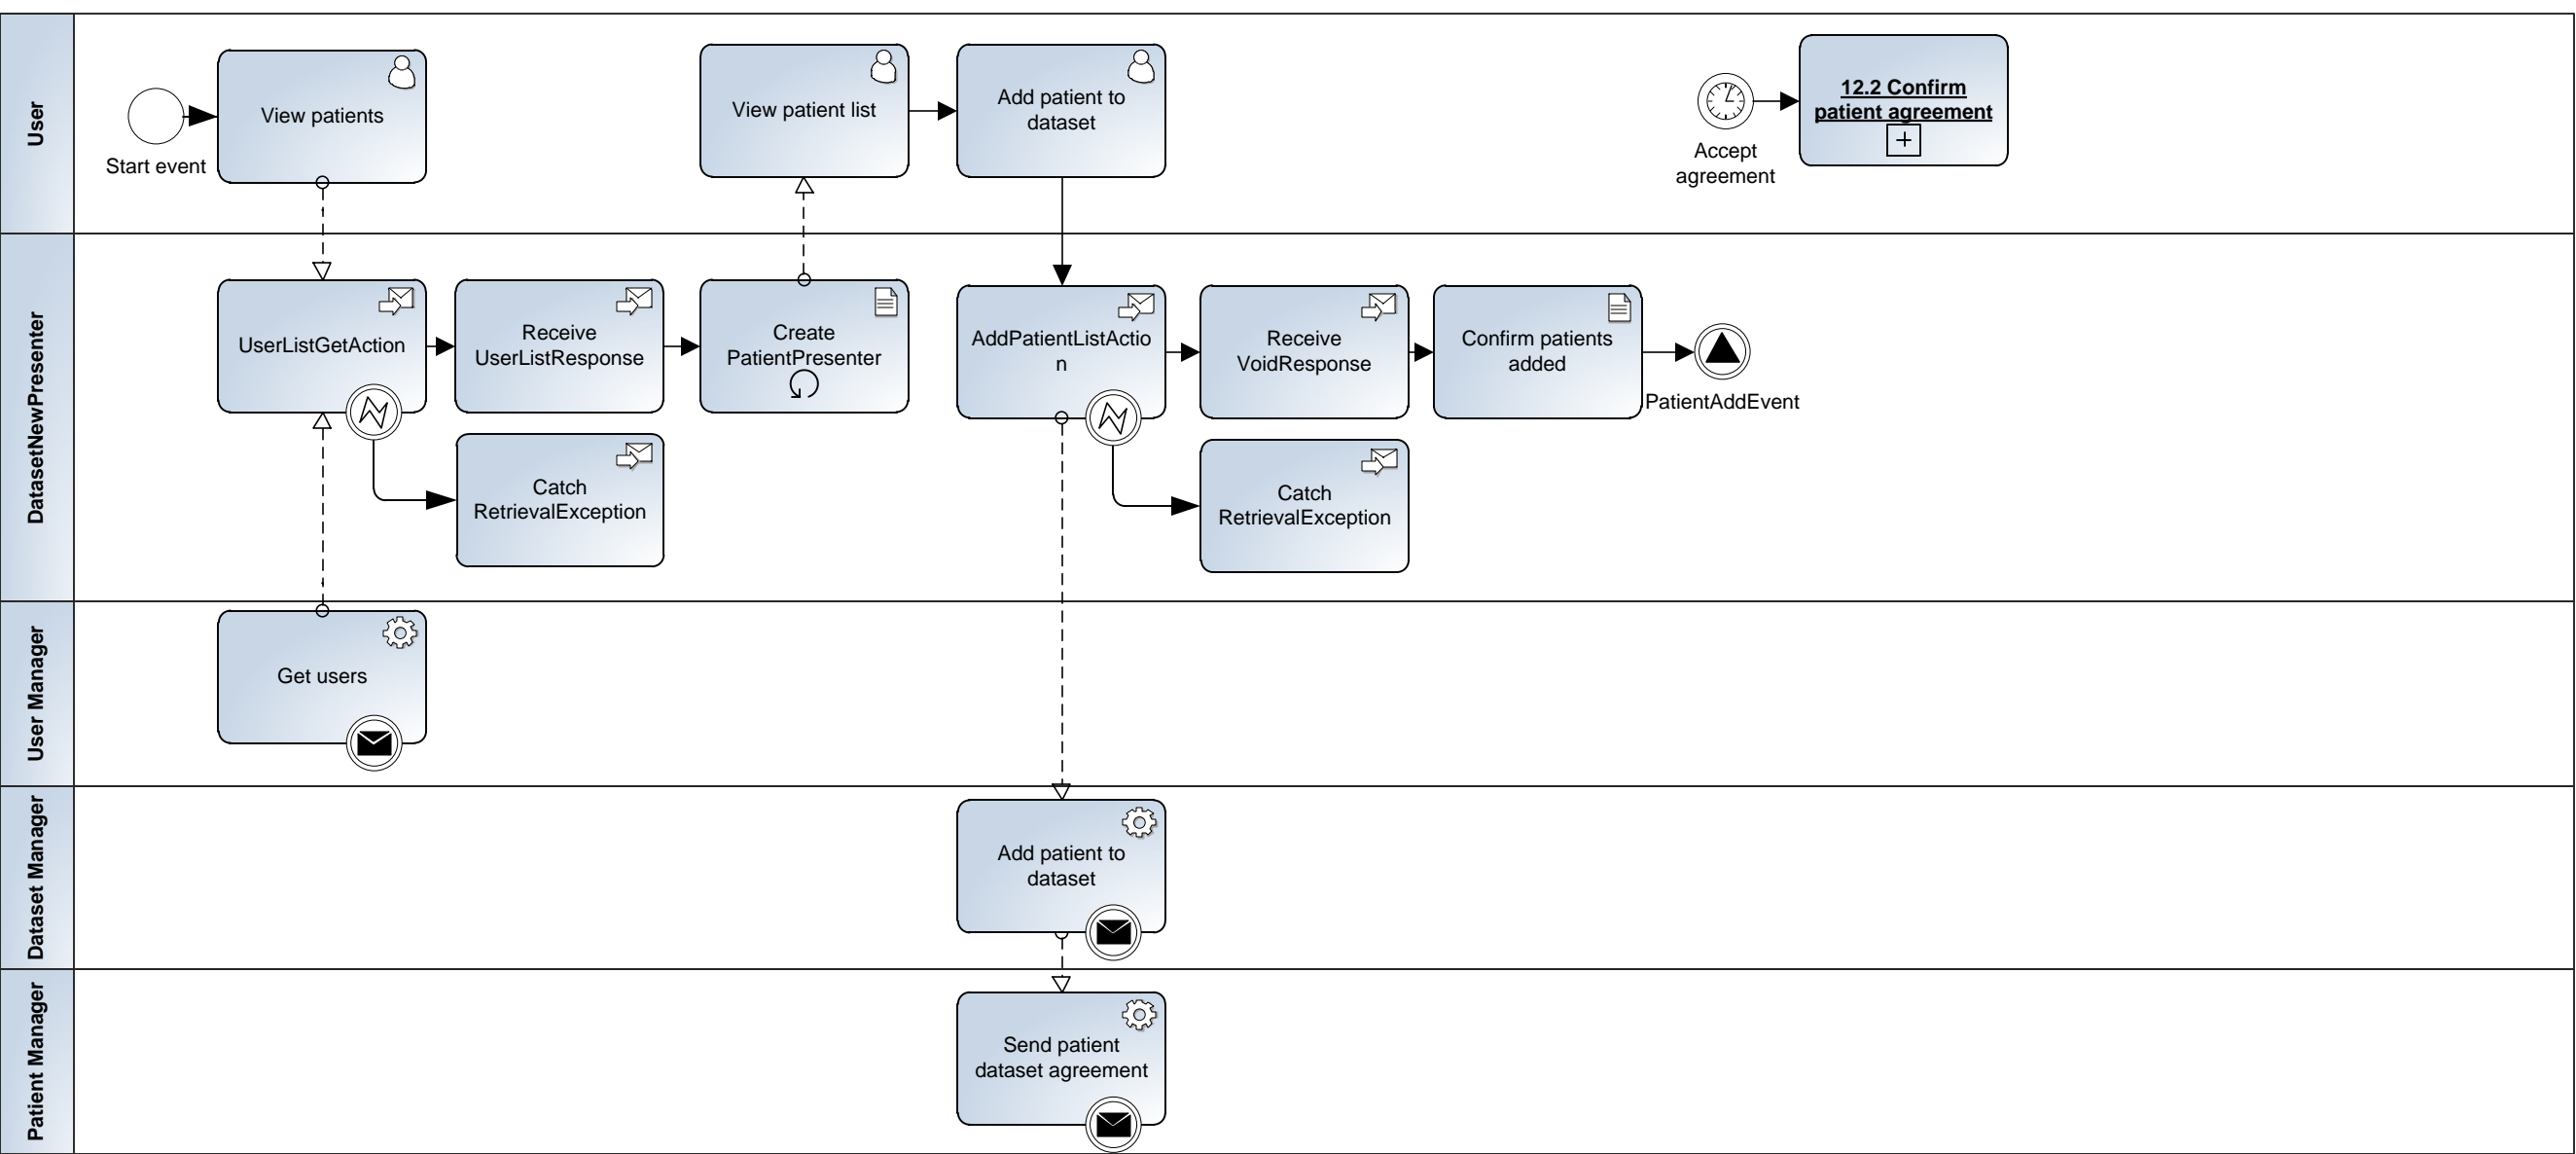 User
Start event
View patients
View patient list
Add patient to
dataset
Accept
agreement
12.2 Confirm
patient agreement
DatasetNewPresenter
UserListGetAction
Receive
UserListResponse
Create
PatientPresenter
AddPatientListActio
n
Receive
VoidResponse
Confirm patients
added
PatientAddEvent
Catch
RetrievalException
Catch
RetrievalException
User Manager
Get users
Dataset Manager
Add patient to
dataset
Patient Manager
Send patient
dataset agreement